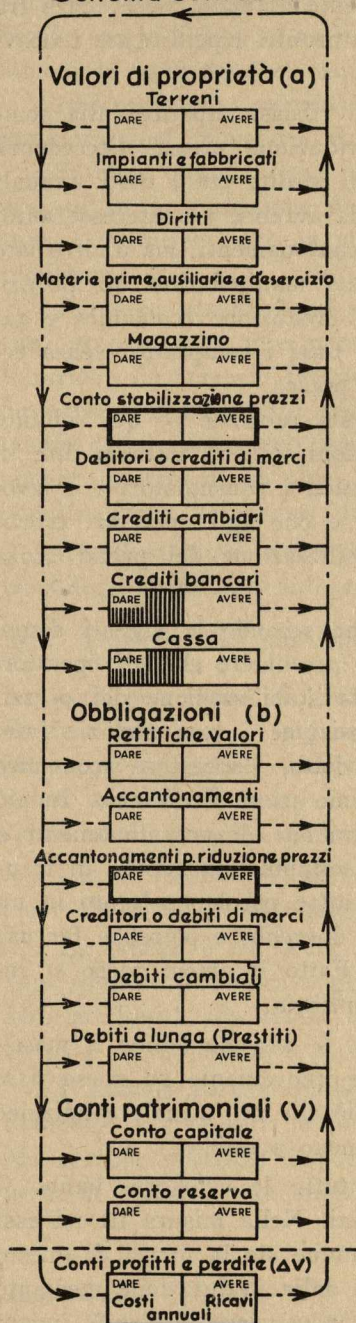 Valori di proprietà (a)
Terreni
DARE AVERE
Impianti e fabbricati
DARE AVERE
Diritti
DARE AVERE
Materie prime, ausiliarie e d'esercizio
DARE AVERE
Magazzino
DARE AVERE
Conto stabilizzazione prezzi
DARE AVERE
Debitori o crediti di merci
DARE AVERE
Crediti cambiari
DARE AVERE
Crediti bancari
DARE AVERE
Cassa
DARE AVERE
Obbligazioni (b)
Rettifiche valori
DARE AVERE
Accantonamenti
DARE AVERE
Accantonamenti p. riduzione prezzi
DARE AVERE
Creditori o debiti di merci
DARE AVERE
Debiti cambiali
DARE AVERE
Debiti a lunga (Prestiti)
DARE AVERE
Conti patrimoniali (v)
Conto capitale
DARE AVERE
Conto reserva
DARE AVERE
Conti profitti e perdite (ΔV)
DARE AVERE
Costi Ricavi
annuali